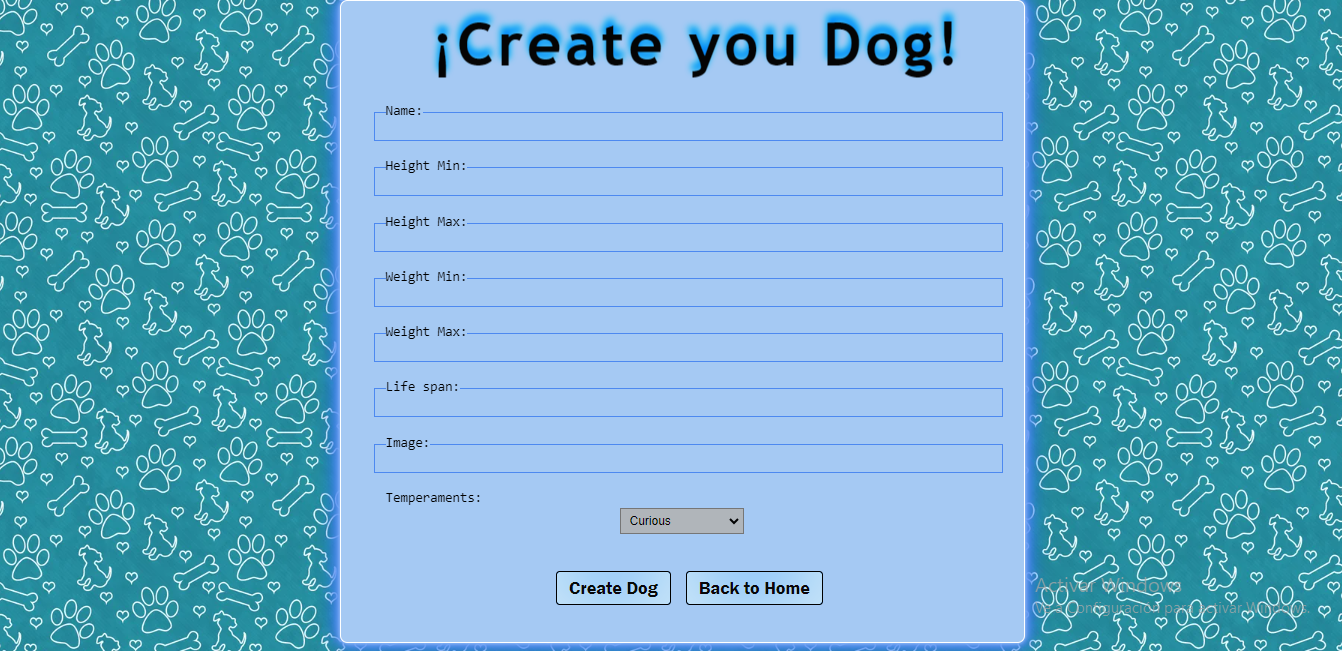 ¡Create you Dog!
Name:
Height Min:
Height Max:
Weight Min:
Weight Max:
Life span:
Image:
Temperaments:
Curious
Create Dog Back to Home
Activar Windows
Ve a Configuración para activar Windows.